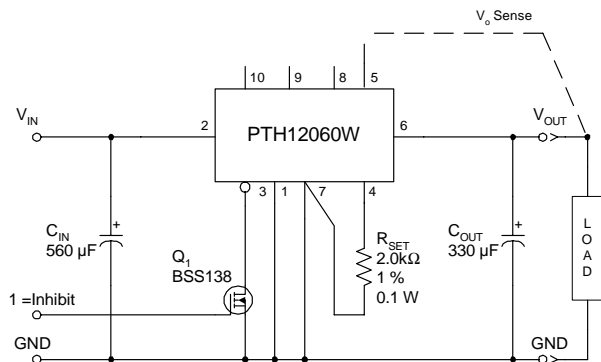 Vo Sense
10
9
8
5
VIN
2
PTH12060W
6
VOUT
3
1
7
4
CIN
560 µF
+
Q1
BSS138
RSET
2.0kΩ
1 %
0.1 W
COUT
330 µF
+
LOAD
1 =Inhibit
GND
GND